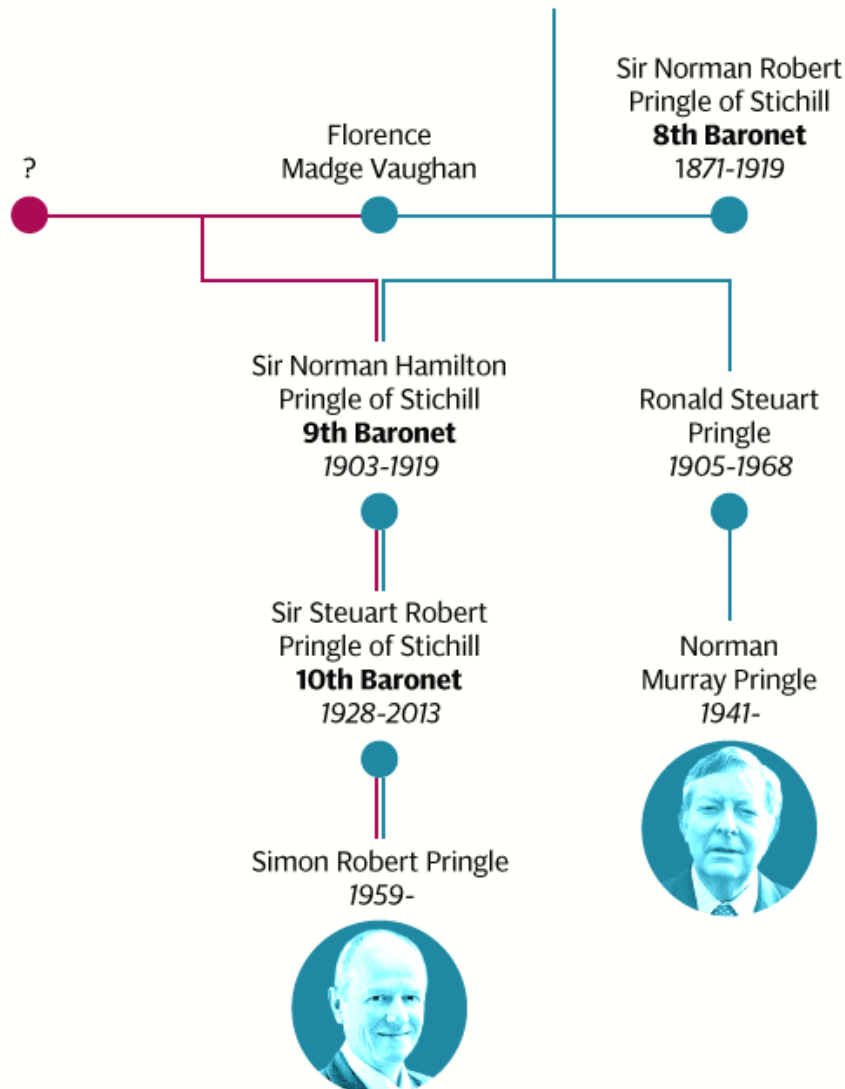 ?
Florence
Madge Vaughan
Sir Norman Robert
Pringle of Stichill
8th Baronet
1871-1919
Sir Norman Hamilton
Pringle of Stichill
9th Baronet
1903-1919
Ronald Steuart
Pringle
1905-1968
Sir Steuart Robert
Pringle of Stichill
10th Baronet
1928-2013
Norman
Murray Pringle
1941-
Simon Robert Pringle
1959-